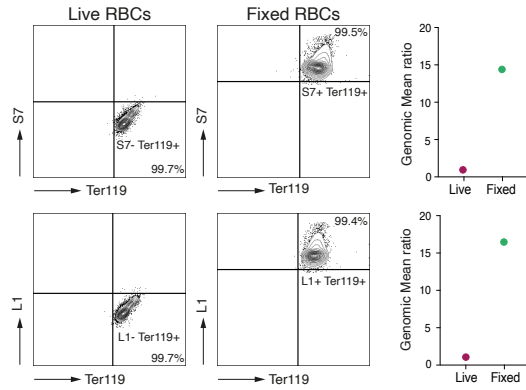 Live RBCs
Fixed RBCs
S7
S7- Ter119+
99.7%
Ter119
99.5%
S7
S7+ Ter119+
Ter119
Genomic Mean ratio
20
15
10
5
0
Live
Fixed
L1
L1- Ter119+
99.7%
Ter119
99.4%
L1
L1+ Ter119+
Ter119
Genomic Mean ratio
20
15
10
5
0
Live
Fixed